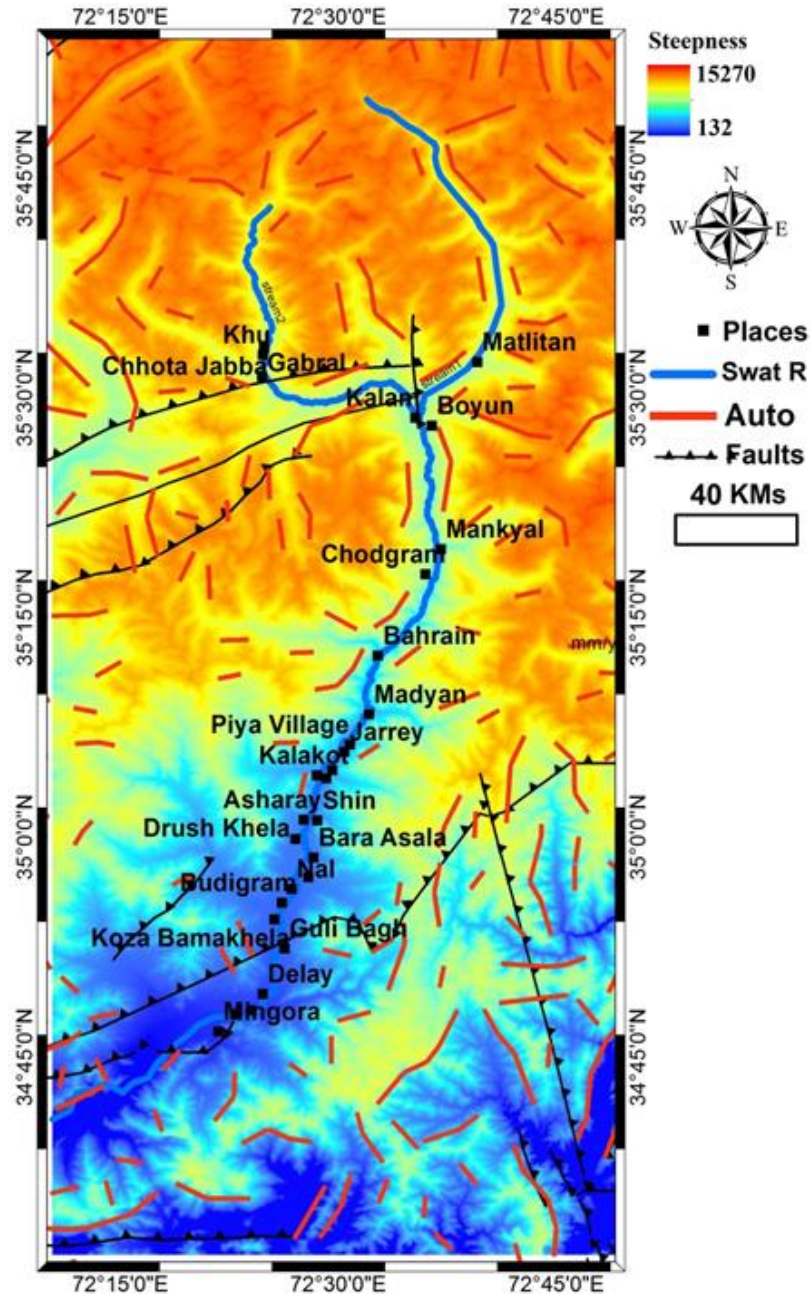 72°15'0"E 72°30'0"E 72°45'0"E
Steepness
15270
132
N
W E
S
35°45'0"N 35°45'0"N
stream2
Khu
Matlitan
Chhota Jabba Gabral
stream1
Places
Swat R
Kalam Boyun
35°30'0"N 35°30'0"N
Auto
Faults
40 KMs
Mankyal
Chodgram
35°15'0"N 35°15'0"N
Bahrain
mm/y
Madyan
Piya Village Jarrey
Kalakot
Asharay Shin
Drush Khela Bara Asala
35°0'0"N 35°0'0"N
Nal
Budigram
Koza Bamakhela Guli Bagh
Delay
Mingora
34°45'0"N 34°45'0"N
72°15'0"E 72°30'0"E 72°45'0"E